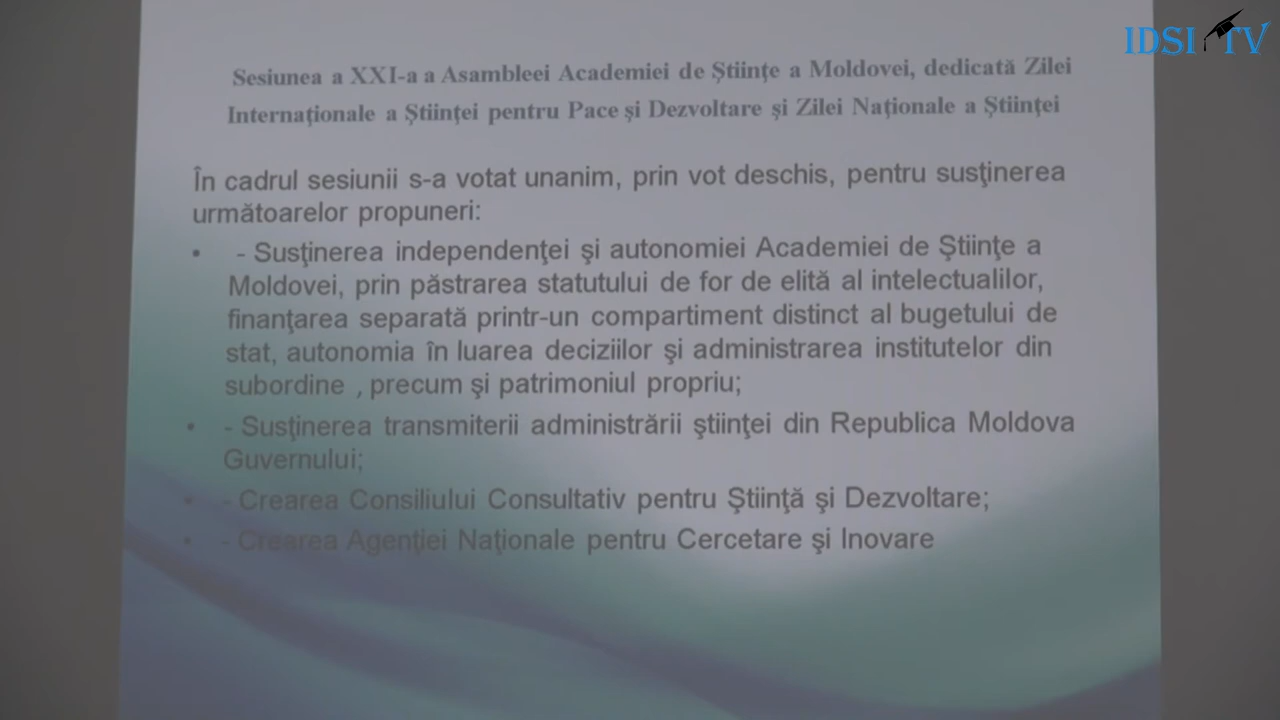 IDSI TV
Sesiunea a XXI-a a Asambleei Academiei de Ştiinţe a Moldovei, dedicată Zilei
Internaţionale a Ştiinţei pentru Pace şi Dezvoltare şi Zilei Naţionale a Ştiinţei
În cadrul sesiunii s-a votat unanim, prin vot deschis, pentru susţinerea
următoarelor propuneri:
• - Susţinerea independenţei şi autonomiei Academiei de Ştiinţe a
Moldovei, prin păstrarea statutului de for de elită al intelectualilor,
finanţarea separată printr-un compartiment distinct al bugetului de
stat, autonomia în luarea deciziilor şi administrarea institutelor din
subordine , precum şi patrimoniul propriu;
• - Susţinerea transmiterii administrării ştiinţei din Republica Moldova
Guvernului;
• - Crearea Consiliului Consultativ pentru Ştiinţă şi Dezvoltare;
• - Crearea Agenţiei Naţionale pentru Cercetare şi Inovare